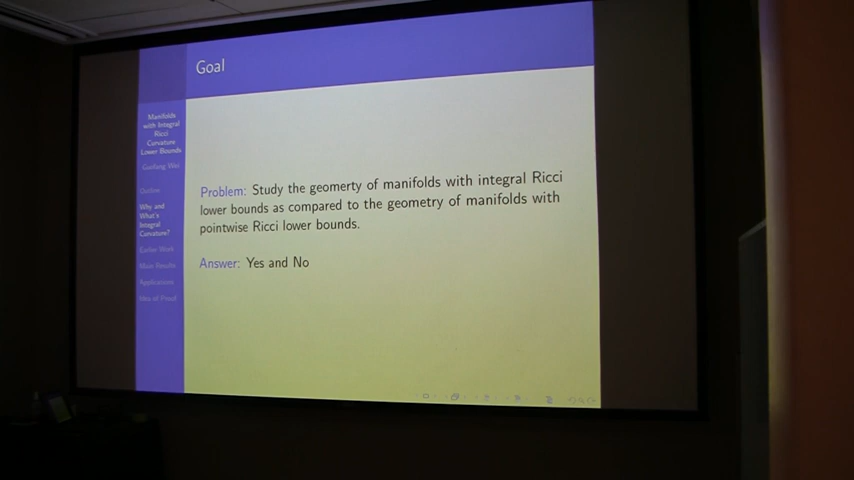 Goal
Manifolds
with Integral
Ricci
Curvature
Lower Bounds
Guofang Wei
Outline
Why and
What's
Integral
Curvature?
Earlier Work
Main Results
Applications
Idea of Proof
Problem: Study the geomerty of manifolds with integral Ricci
lower bounds as compared to the geometry of manifolds with
pointwise Ricci lower bounds.
Answer: Yes and No